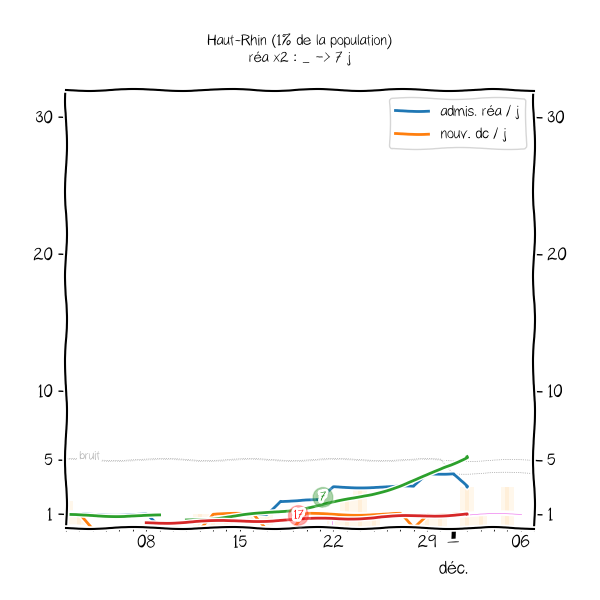 Haut-Rhin (1% de la population)
réa x2 : _ -> 7 j
admis. réa / j
nouv. dc / j
30
30
20
20
10
10
5
bruit
5
7
17
1
1
08
15
22
29
06
déc.